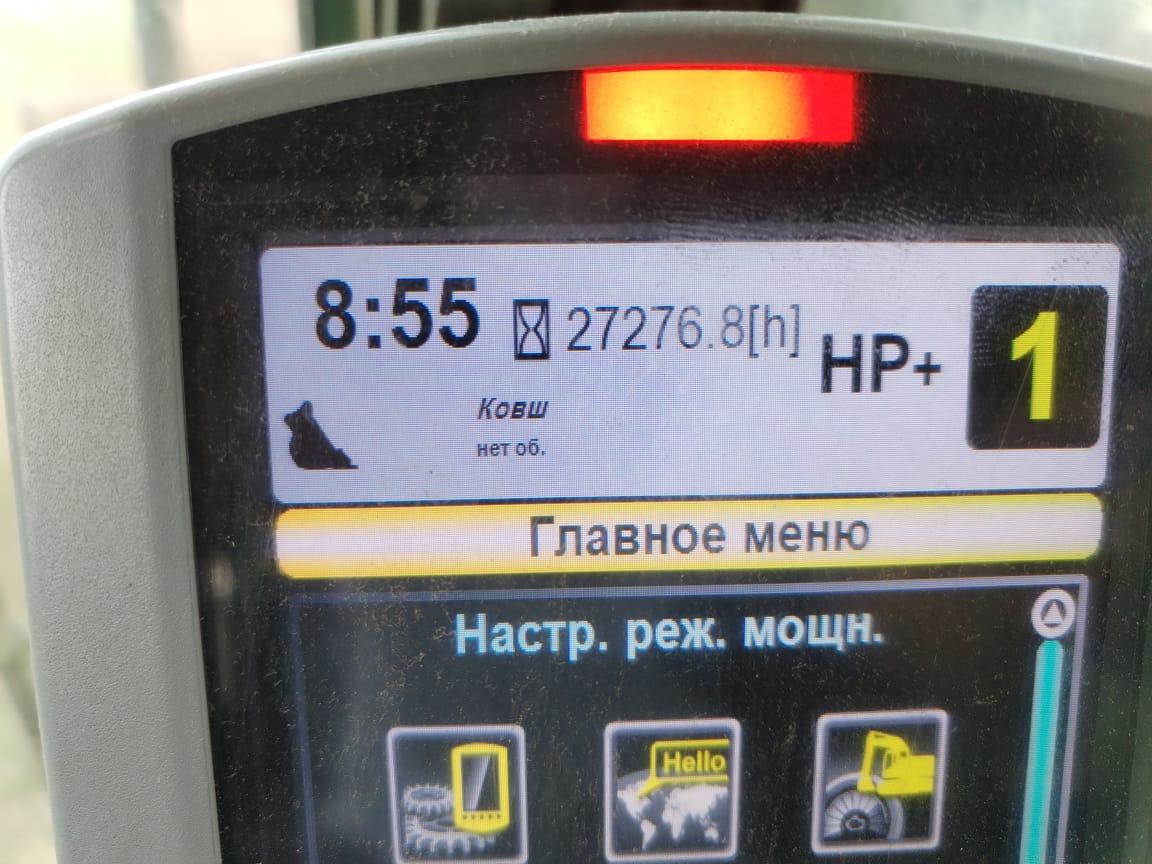 8:55 27276.8[h] HP+ 1
Ковш
нет об.
Главное меню
Настр. реж. мощн.
Hello